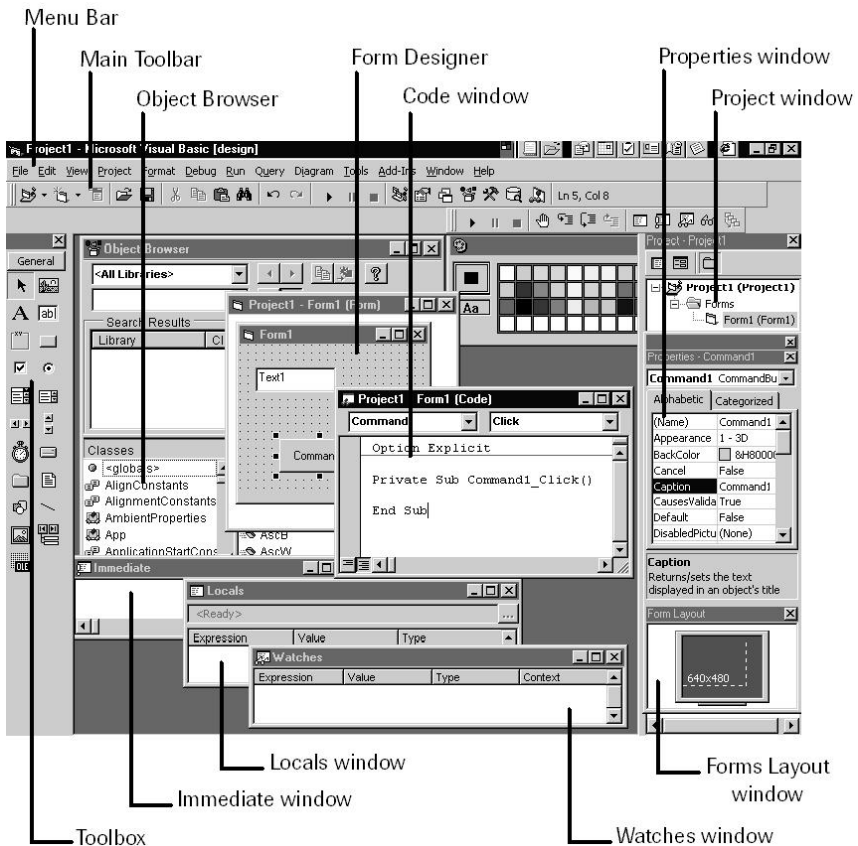 Menu Bar
Main Toolbar
Form Designer
Properties window
Object Browser
Code window
Project window
Project1 - Microsoft Visual Basic [design]
File Edit View Project Format Debug Run Query Diagram Tools Add-Ins Window Help
Ln 5, Col 8
General
A
ab
xy
OLE
Object Browser
<All Libraries>
Search Results
Library
Classes
<globals>
AlignConstants
AlignmentConstants
AmbientProperties
App
ApplicationStartCons
AscB
AscW
Project1 - Form1 (Form)
Form1
Text1
Comman
Aa
Project1 - Form1 (Code)
Command
Click
Option Explicit
Private Sub Command1_Click()
End Sub
Project - Project1
Project1 (Project1)
Forms
Form1 (Form1)
Properties - Command1
Command1 CommandBu
Alphabetic Categorized
(Name) Command1
Appearance 1 - 3D
BackColor &H80000
Cancel False
Caption Command1
CausesValida True
Default False
DisabledPictu (None)
Caption
Returns/sets the text
displayed in an object's title
Form Layout
640x480
Immediate
Locals
<Ready>
...
Expression Value Type
Watches
Expression Value Type Context
Locals window
Immediate window
Toolbox
Forms Layout
window
Watches window